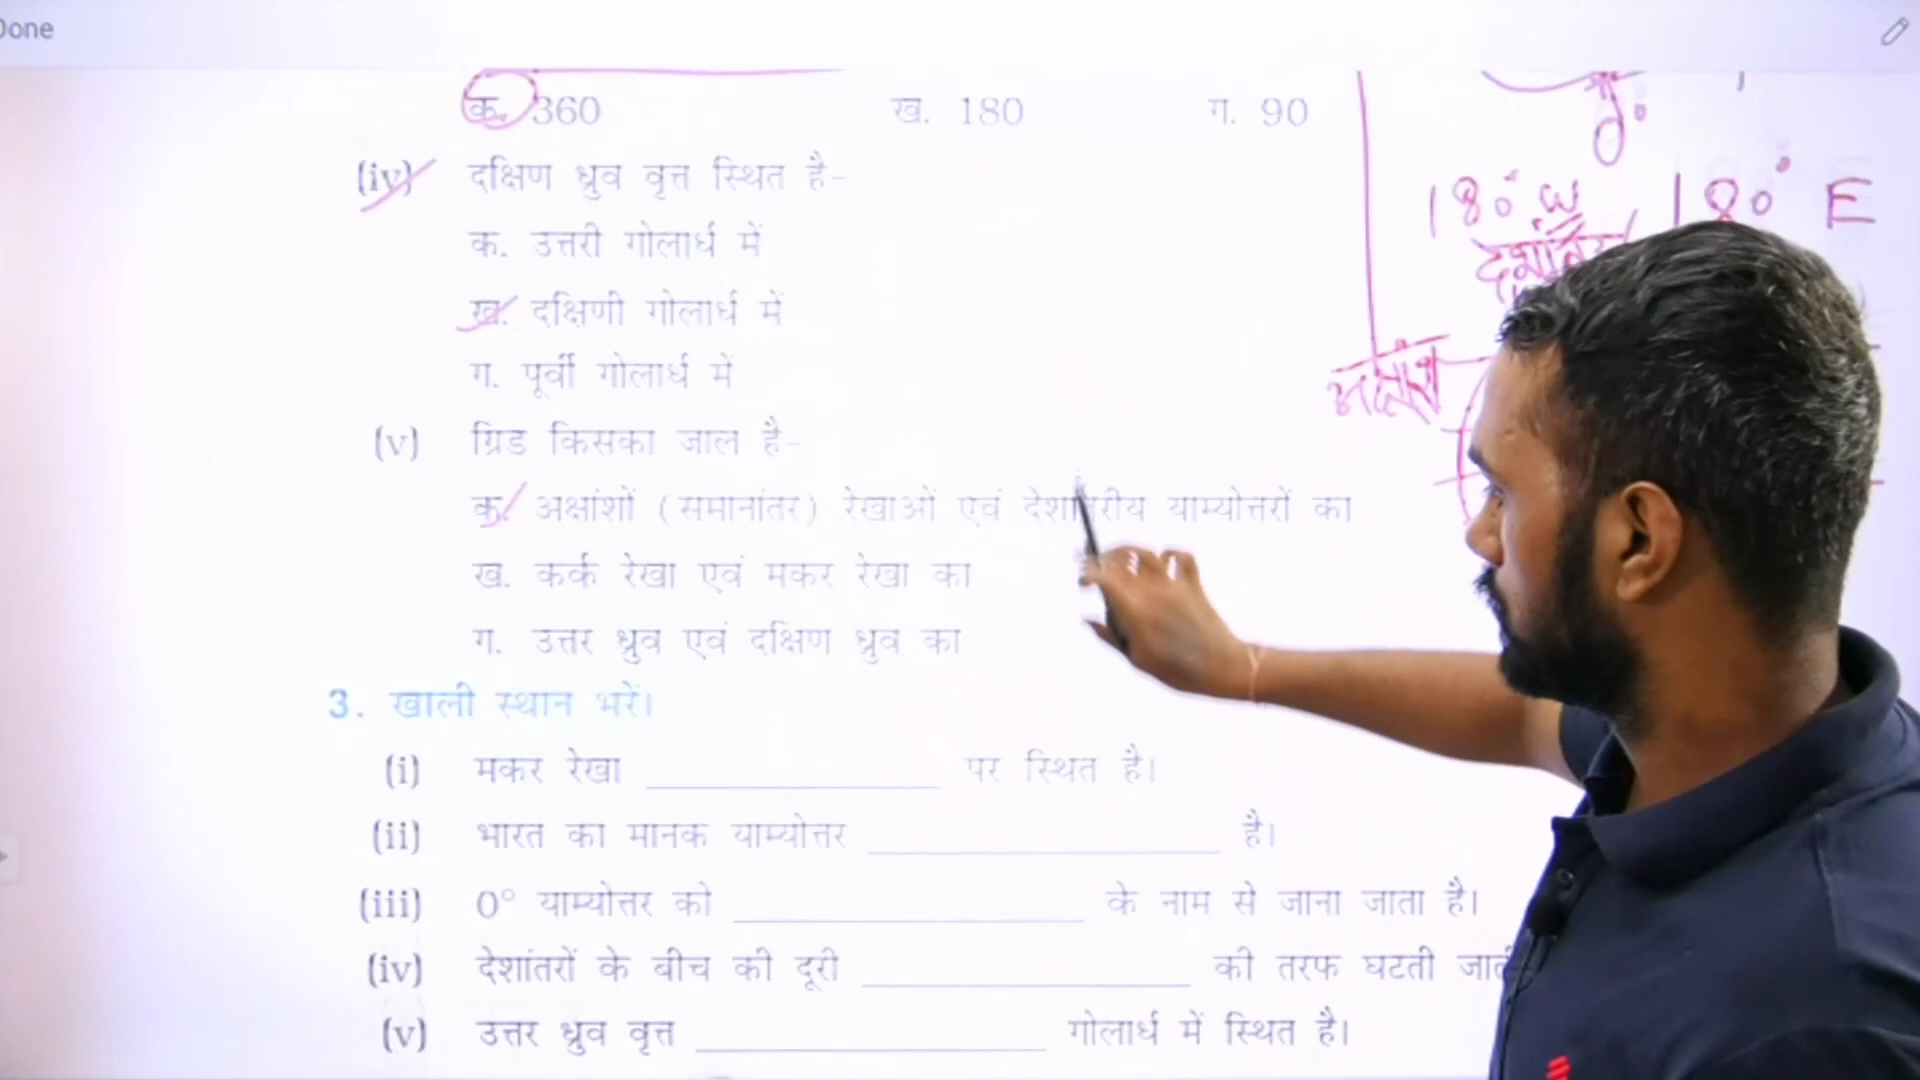 Done
क. 360 ख. 180 ग. 90
(iv) दक्षिण ध्रुव वृत्त स्थित है-
180° W 180° E
क. उत्तरी गोलार्ध में
ख. दक्षिणी गोलार्ध में
ग. पूर्वी गोलार्ध में
अक्षांश
(v) ग्रिड किसका जाल है-
क. अक्षांशों (समानांतर) रेखाओं एवं देशांतरीय याम्योत्तरों का
ख. कर्क रेखा एवं मकर रेखा का
ग. उत्तर ध्रुव एवं दक्षिण ध्रुव का
3. खाली स्थान भरें।
(i) मकर रेखा ____________ पर स्थित है।
(ii) भारत का मानक याम्योत्तर ____________ है।
(iii) 0° याम्योत्तर को ____________ के नाम से जाना जाता है।
(iv) देशांतरों के बीच की दूरी ____________ की तरफ घटती
(v) उत्तर ध्रुव वृत्त ____________ गोलार्ध में स्थित है।